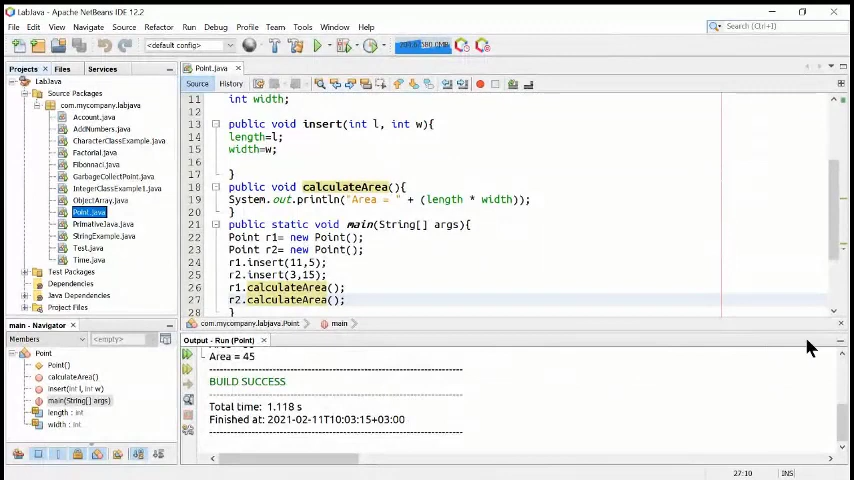 LabJava - Apache NetBeans IDE 12.2
File Edit View Navigate Source Refactor Run Debug Profile Team Tools Window Help
Search (Ctrl+I)
<default config>
Projects Files Services
LabJava
Source Packages
com.mycompany.labjava
Account.java
AddNumbers.java
CharacterClassExample.java
Factorial.java
Fibonnaci.java
GarbageCollectPoint.java
IntegerClassExample1.java
ObjectArray.java
Point.java
PrimativeJava.java
StringExample.java
Test.java
Time.java
Test Packages
Dependencies
Java Dependencies
Project Files
main - Navigator
Members <empty>
Point
Point()
calculateArea()
insert(int l, int w)
main(String[] args)
length : int
width : int
Point.java
Source History
11 int width;
12
13 public void insert(int l, int w){
14 length=l;
15 width=w;
16
17 }
18 public void calculateArea(){
19 System.out.println("Area = " + (length * width));
20 }
21 public static void main(String[] args){
22 Point r1= new Point();
23 Point r2= new Point();
24 r1.insert(11,5);
25 r2.insert(3,15);
26 r1.calculateArea();
27 r2.calculateArea();
28 }
com.mycompany.labjava.Point main
Output - Run (Point)
Area = 45
------------------------------------------------------------------------
BUILD SUCCESS
------------------------------------------------------------------------
Total time: 1.118 s
Finished at: 2021-02-11T10:03:15+03:00
------------------------------------------------------------------------
27:10 INS